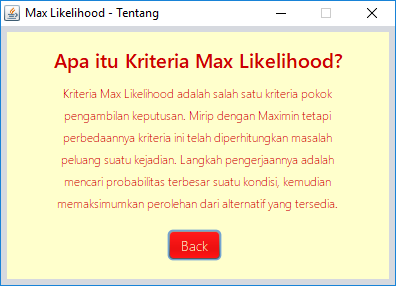 Max Likelihood - Tentang
Apa itu Kriteria Max Likelihood?
Kriteria Max Likelihood adalah salah satu kriteria pokok
pengambilan keputusan. Mirip dengan Maximin tetapi
perbedaannya kriteria ini telah diperhitungkan masalah
peluang suatu kejadian. Langkah pengerjaannya adalah
mencari probabilitas terbesar suatu kondisi, kemudian
memaksimumkan perolehan dari alternatif yang tersedia.
Back